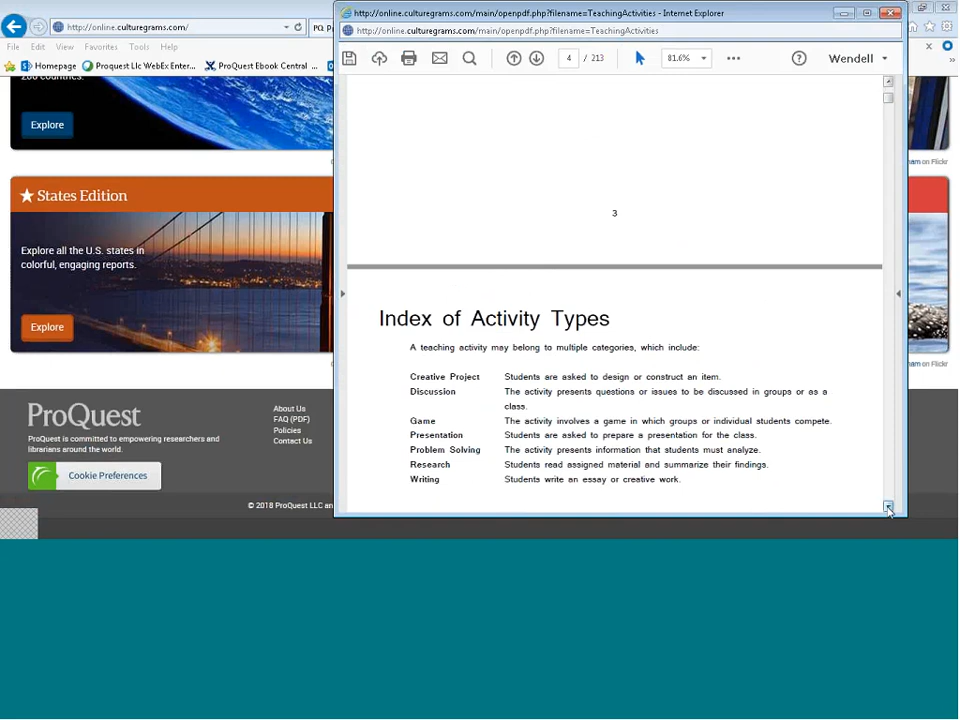 http://online.culturegrams.com/
PQ P
File Edit View Favorites Tools Help
Homepage Proquest Llc WebEx Enter... ProQuest Ebook Central
Explore
States Edition
Explore all the U.S. states in
colorful, engaging reports.
Explore
ProQuest
ProQuest is committed to empowering researchers and
librarians around the world.
Cookie Preferences
About Us
FAQ (PDF)
Policies
Contact Us
© 2018 ProQuest LLC an
http://online.culturegrams.com/main/openpdf.php?filename=TeachingActivities - Internet Explorer
http://online.culturegrams.com/main/openpdf.php?filename=TeachingActivities
4 / 213
81.6%
Wendell
3
Index of Activity Types
A teaching activity may belong to multiple categories, which include:
Creative Project Students are asked to design or construct an item.
Discussion The activity presents questions or issues to be discussed in groups or as a
class.
Game The activity involves a game in which groups or individual students compete.
Presentation Students are asked to prepare a presentation for the class.
Problem Solving The activity presents information that students must analyze.
Research Students read assigned material and summarize their findings.
Writing Students write an essay or creative work.
on Flickr
on Flickr